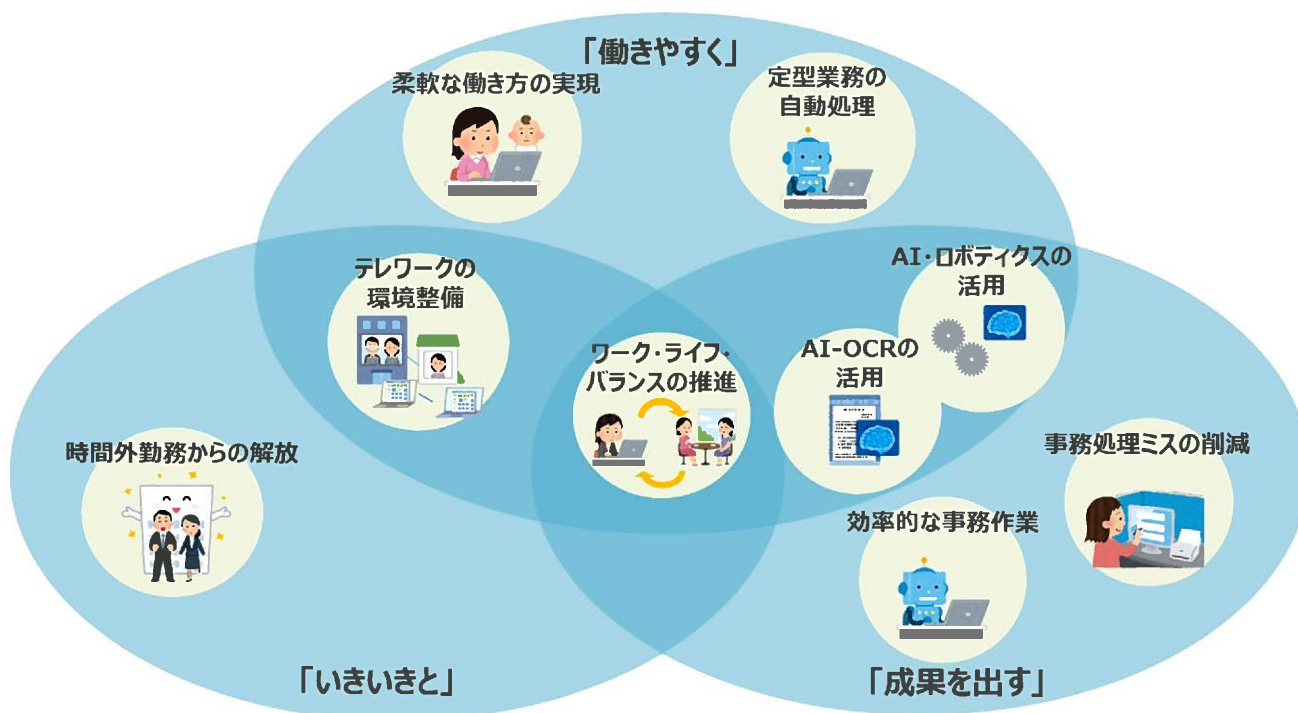 「働きやすく」
柔軟な働き方の実現
定型業務の
自動処理
テレワークの
環境整備
AI・ロボティクスの
活用
ワーク・ライフ・
バランスの推進
AI-OCRの
活用
時間外勤務からの解放
事務処理ミスの削減
効率的な事務作業
「いきいきと」
「成果を出す」